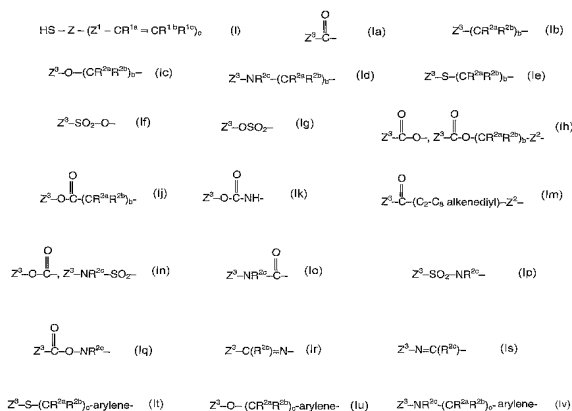 HS–Z–(Z¹–CR¹ᵃ=CR¹ᵇR¹ᶜ)c (I) Z³–C(=O)– (Ia) Z³–(CR²ᵃR²ᵇ)b– (Ib)
Z³–O–(CR²ᵃR²ᵇ)b– (ic) Z³–NR²ᶜ–(CR²ᵃR²ᵇ)b– (Id) Z³–S–(CR²ᵃR²ᵇ)b– (Ie)
Z³–SO₂–O– (If) Z³–OSO₂– (Ig) Z³–C(=O)–O–, Z³–C(=O)–O–(CR²ᵃR²ᵇ)b–Z²– (ih)
Z³–O–C(=O)–(CR²ᵃR²ᵇ)b– (Ij) Z³–O–C(=O)–NH– (Ik) Z³–C(=O)–(C₂-C₈ alkenediyl)–Z²– (Im)
Z³–O–C(=O)–, Z³–NR²ᶜ–SO₂– (in) Z³–NR²ᶜ–C(=O)– (Io) Z³–SO₂–NR²ᶜ– (Ip)
Z³–C(=O)–O–NR²ᶜ– (Iq) Z³–C(R²ᶜ)=N– (Ir) Z³–N=C(R²ᶜ)– (Is)
Z³–S–(CR²ᵃR²ᵇ)c-arylene- (It) Z³–O–(CR²ᵃR²ᵇ)c-arylene- (Iu) Z³–NR²ᶜ–(CR²ᵃR²ᵇ)c-arylene- (Iv)